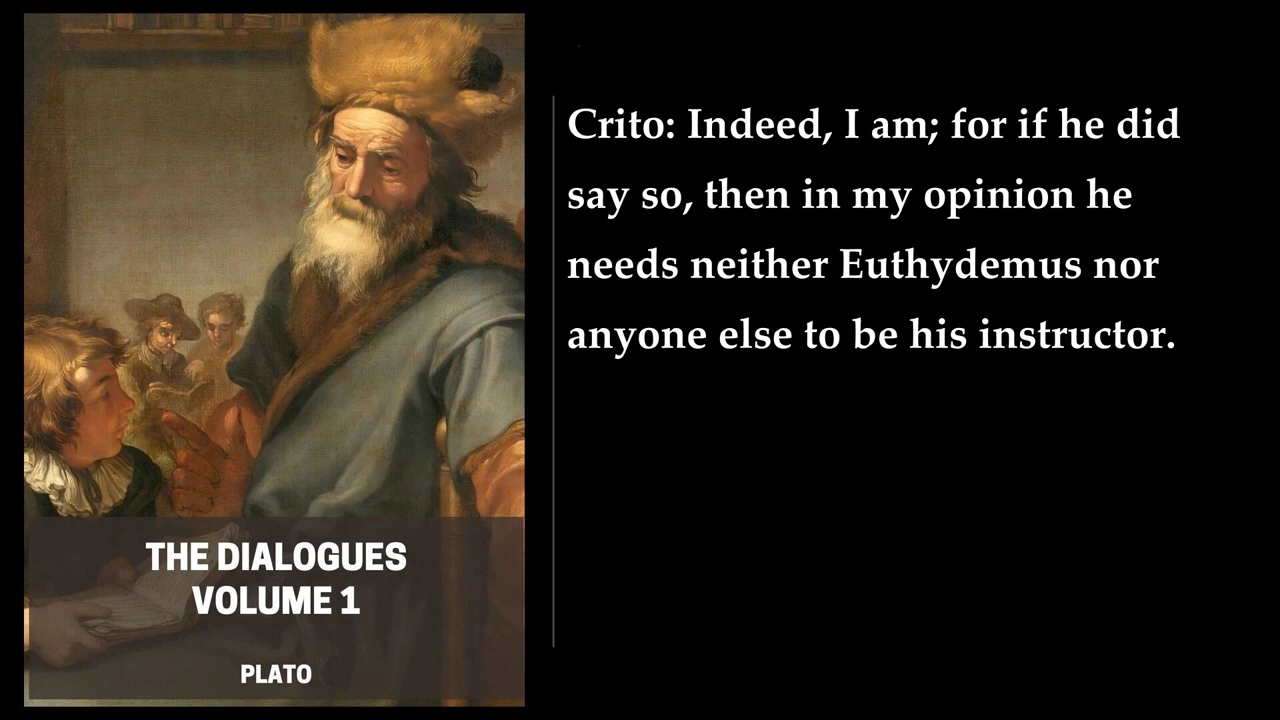 Crito: Indeed, I am; for if he did
say so, then in my opinion he
needs neither Euthydemus nor
anyone else to be his instructor.
THE DIALOGUES
VOLUME 1
PLATO